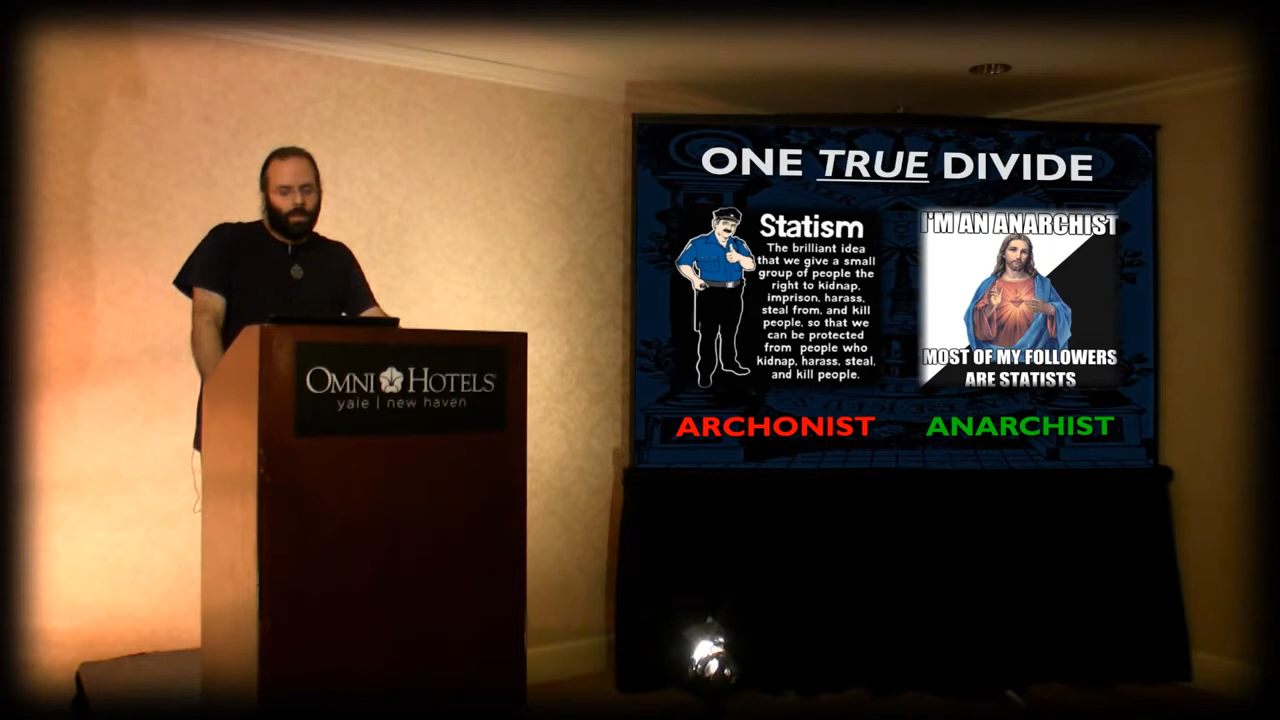 ONE TRUE DIVIDE
Statism
The brilliant idea
that we give a small
group of people the
right to kidnap,
imprison, harass,
steal from, and kill
people, so that we
can be protected
from people who
kidnap, harass, steal,
and kill people.
I'M AN ANARCHIST
MOST OF MY FOLLOWERS
ARE STATISTS
ARCHONIST
ANARCHIST
OMNI HOTELS
yale | new haven